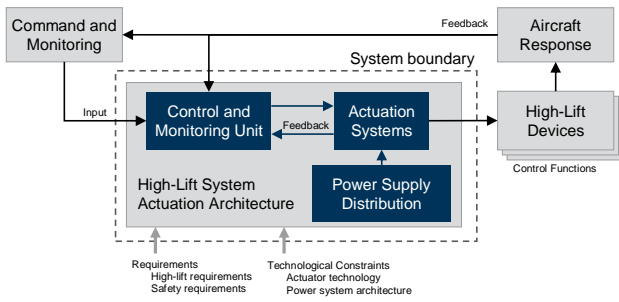 Command and
Monitoring
Feedback
Aircraft
Response
System boundary
Input
Control and
Monitoring Unit
Feedback
Actuation
Systems
High-Lift
Devices
Control Functions
High-Lift System
Actuation Architecture
Power Supply
Distribution
Requirements
High-lift requirements
Safety requirements
Technological Constraints
Actuator technology
Power system architecture